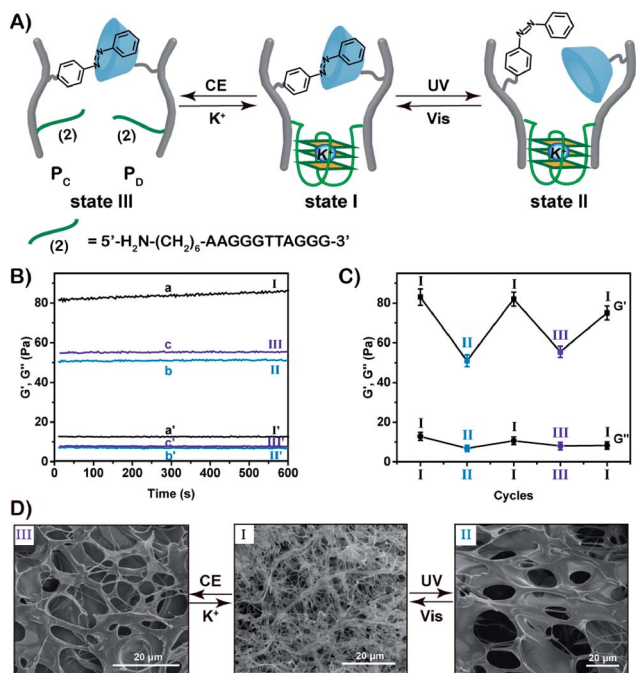 A)
N=N
N=N
N=N
CE
K⁺
UV
Vis
(2)
(2)
K⁺
K⁺
P_C
P_D
state III
state I
state II
(2)
= 5'-H₂N-(CH₂)₆-AAGGGTTAGGG-3'
B)
C)
G', G'' (Pa)
80
60
40
20
0
a
I
c
III
b
II
a'
I'
c'
III'
b'
II'
0
100
200
300
400
500
600
Time (s)
G', G'' (Pa)
80
60
40
20
0
I
I
I
G'
II
III
I
II
I
III
I
G''
I
II
I
III
I
Cycles
D)
III
20 µm
CE
K⁺
I
20 µm
UV
Vis
II
20 µm